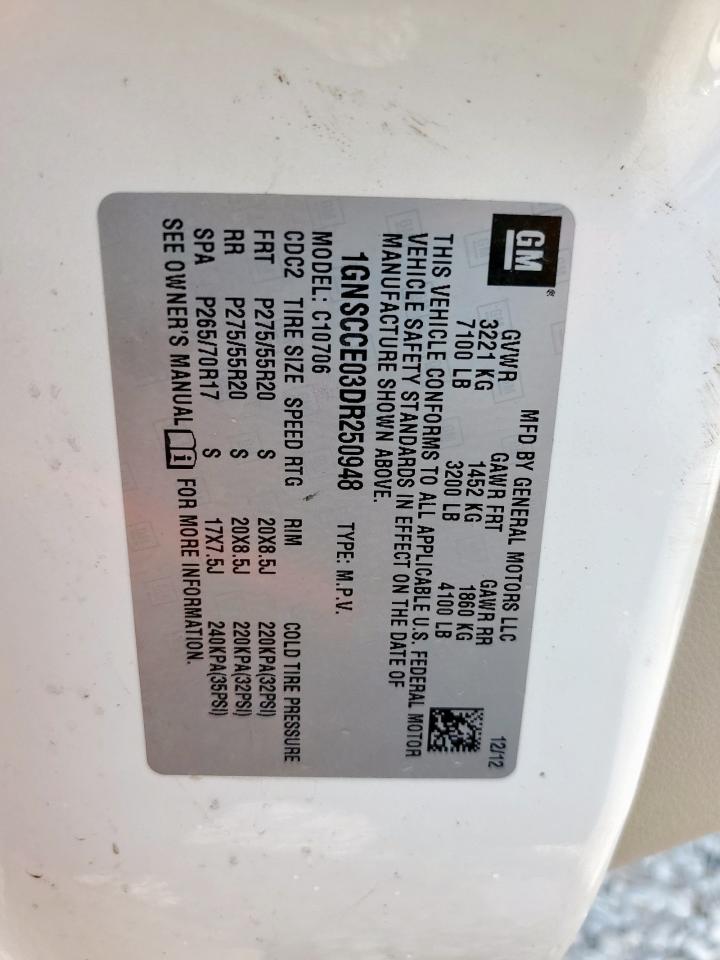 GM®
MFD BY GENERAL MOTORS LLC 12/12
GVWR GAWR FRT GAWR RR
3221 KG 1452 KG 1860 KG
7100 LB 3200 LB 4100 LB
THIS VEHICLE CONFORMS TO ALL APPLICABLE U.S. FEDERAL MOTOR
VEHICLE SAFETY STANDARDS IN EFFECT ON THE DATE OF
MANUFACTURE SHOWN ABOVE.
1GNSCCE03DR250948 TYPE: M.P.V.
MODEL: C10706
CDC2 TIRE SIZE SPEED RTG RIM COLD TIRE PRESSURE
FRT P275/55R20 S 20X8.5J 220KPA(32PSI)
RR P275/55R20 S 20X8.5J 220KPA(32PSI)
SPA P265/70R17 S 17X7.5J 240KPA(35PSI)
SEE OWNER'S MANUAL i FOR MORE INFORMATION.